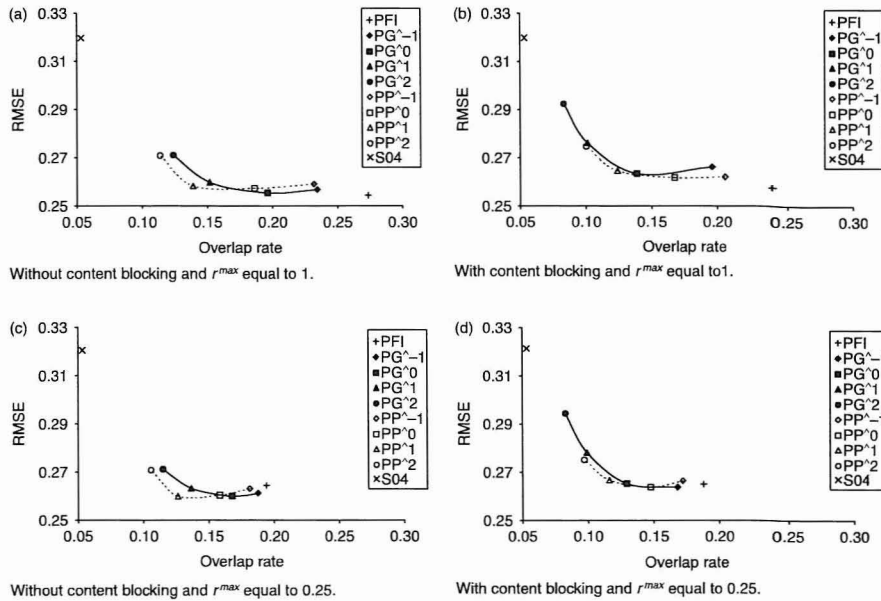 (a)
0.33
0.31
0.29
0.27
0.25
RMSE
0.05 0.10 0.15 0.20 0.25 0.30
Overlap rate
PFI
PG^−1
PG^0
PG^1
PG^2
PP^−1
PP^0
PP^1
PP^2
S04
Without content blocking and r^max equal to 1.
(b)
0.33
0.31
0.29
0.27
0.25
RMSE
0.05 0.10 0.15 0.20 0.25 0.30
Overlap rate
PFI
PG^−1
PG^0
PG^1
PG^2
PP^−1
PP^0
PP^1
PP^2
S04
With content blocking and r^max equal to1.
(c)
0.33
0.31
0.29
0.27
0.25
RMSE
0.05 0.10 0.15 0.20 0.25 0.30
Overlap rate
PFI
PG^−1
PG^0
PG^1
PG^2
PP^−1
PP^0
PP^1
PP^2
S04
Without content blocking and r^max equal to 0.25.
(d)
0.33
0.31
0.29
0.27
0.25
RMSE
0.05 0.10 0.15 0.20 0.25 0.30
Overlap rate
PFI
PG^−1
PG^0
PG^1
PG^2
PP^−1
PP^0
PP^1
PP^2
S04
With content blocking and r^max equal to 0.25.